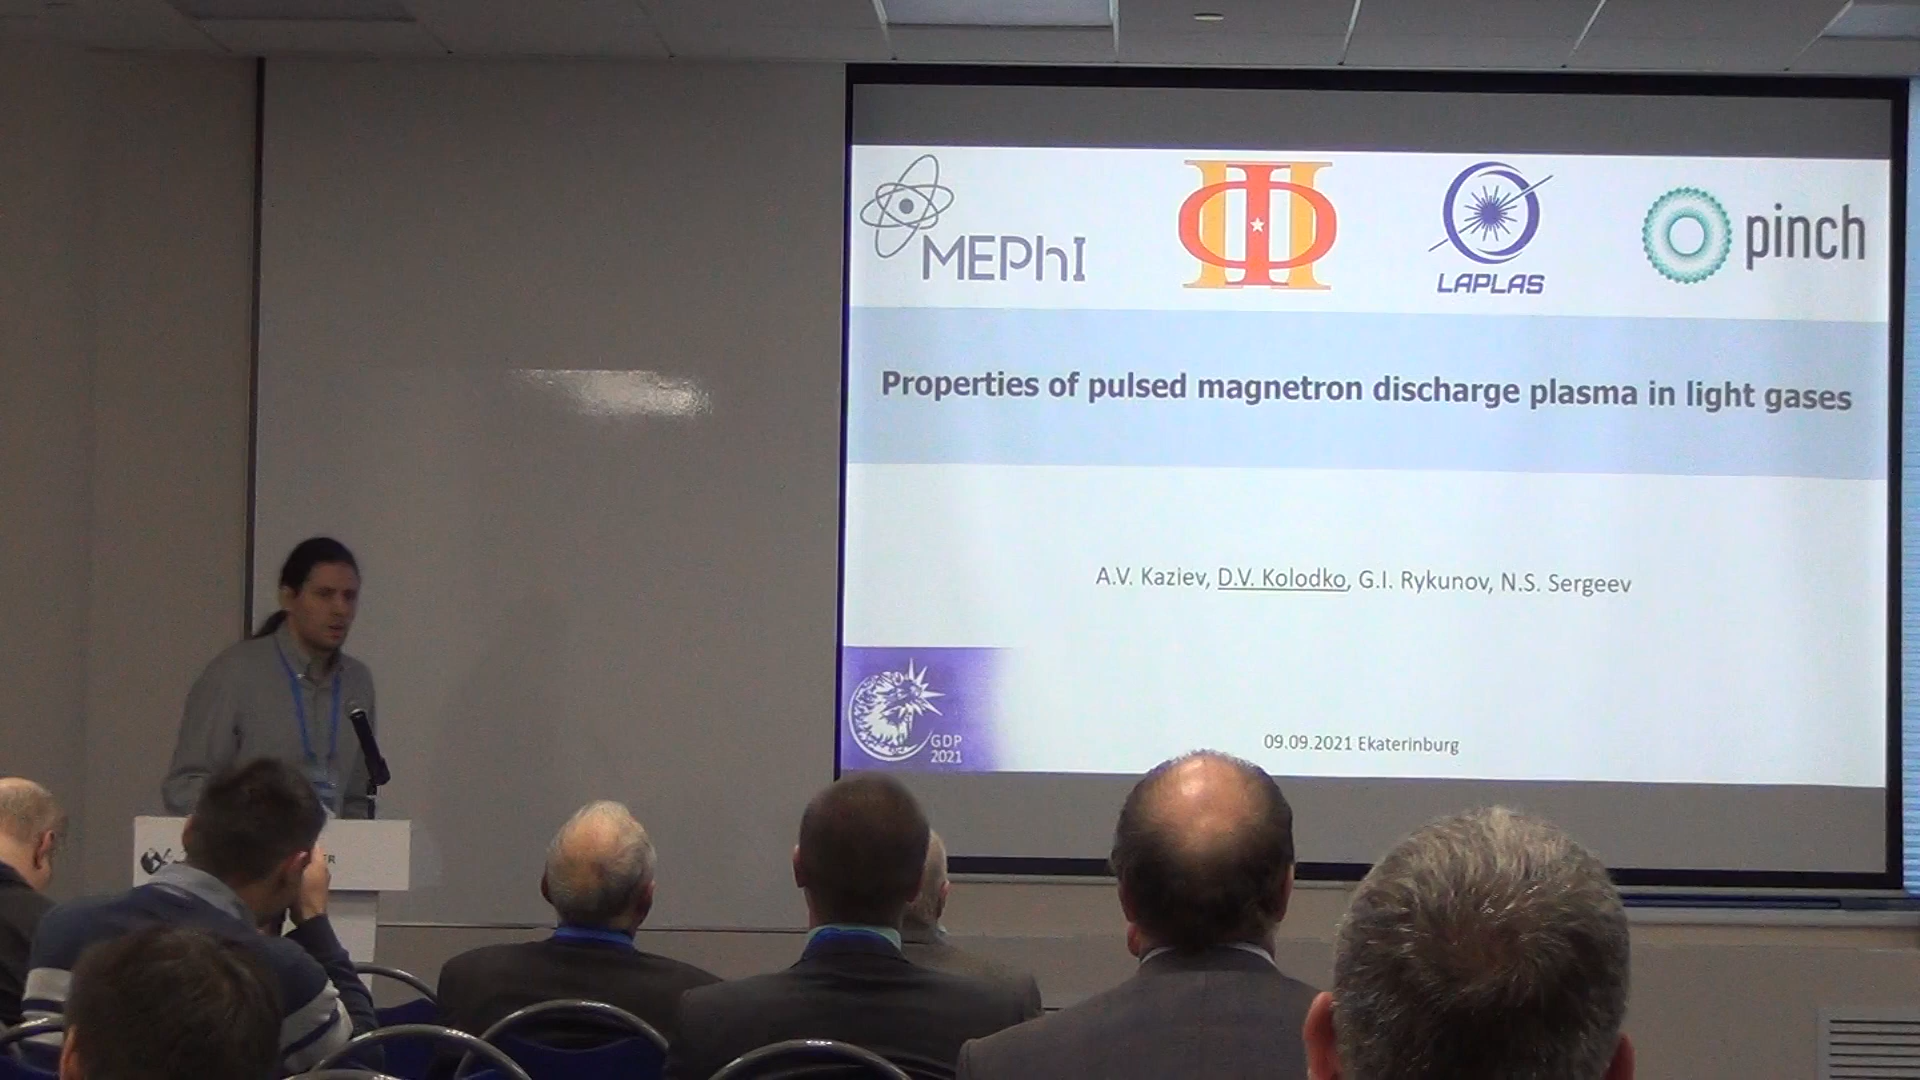 MEPhI
LAPLAS
pinch
Properties of pulsed magnetron discharge plasma in light gases
A.V. Kaziev, D.V. Kolodko, G.I. Rykunov, N.S. Sergeev
GDP
2021
09.09.2021 Ekaterinburg